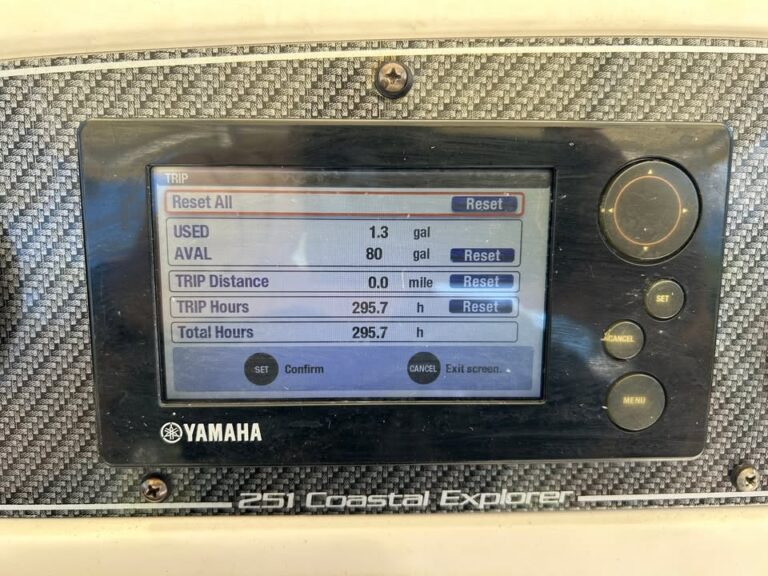 TRIP
Reset All Reset
USED 1.3 gal
AVAL 80 gal Reset
TRIP Distance 0.0 mile Reset
TRIP Hours 295.7 h Reset
Total Hours 295.7 h
SET Confirm CANCEL Exit screen.
SET
CANCEL
MENU
YAMAHA
251 Coastal Explorer